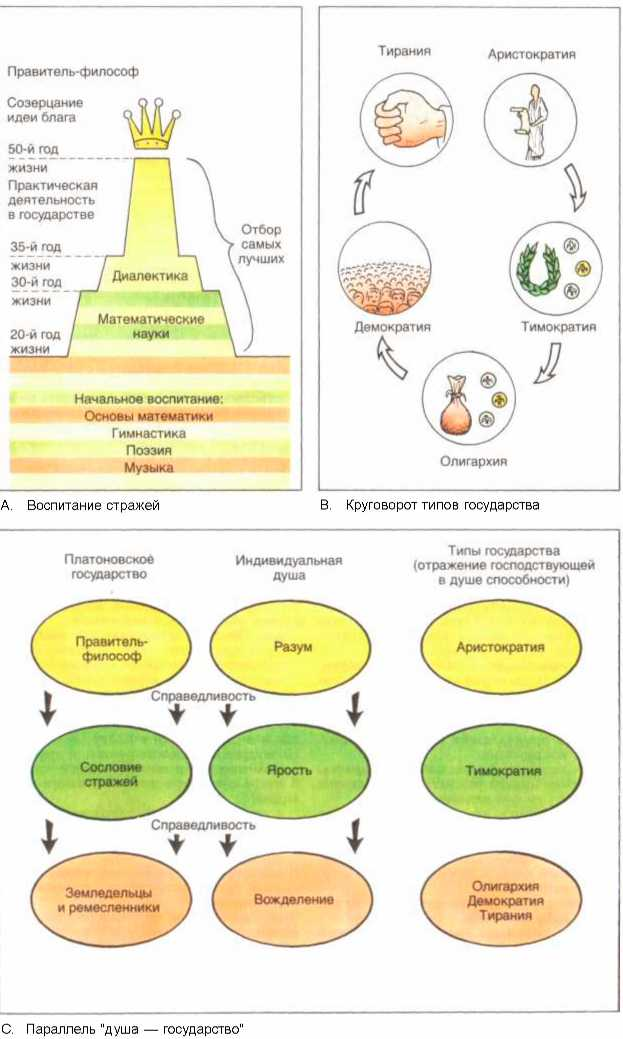 Правитель-философ
Созерцание
идеи блага
50-й год
жизни
Практическая
деятельность
в государстве
35-й год
жизни
30-й год
жизни
20-й год
жизни
Отбор
самых
лучших
Диалектика
Математические
науки
Начальное воспитание:
Основы математики
Гимнастика
Поэзия
Музыка
А. Воспитание стражей
Тирания
Аристократия
Демократия
Тимократия
Олигархия
В. Круговорот типов государства
Платоновское
государство
Индивидуальная
душа
Типы государства
(отражение господствующей
в душе способности)
Правитель-
философ
Разум
Аристократия
Справедливость
Сословие
стражей
Ярость
Тимократия
Справедливость
Земледельцы
и ремесленники
Вожделение
Олигархия
Демократия
Тирания
С. Параллель "душа — государство"